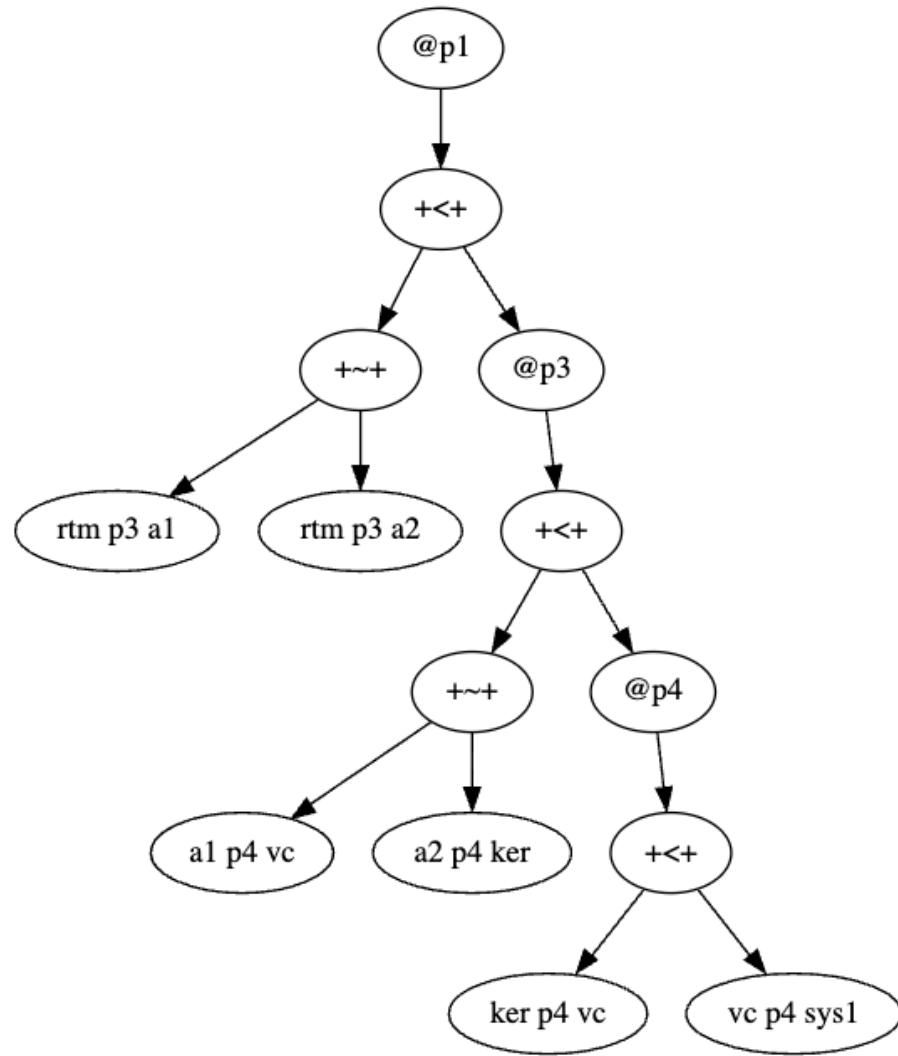 @p1
+<+
+~+
@p3
rtm p3 a1
rtm p3 a2
+<+
+~+
@p4
a1 p4 vc
a2 p4 ker
+<+
ker p4 vc
vc p4 sys1